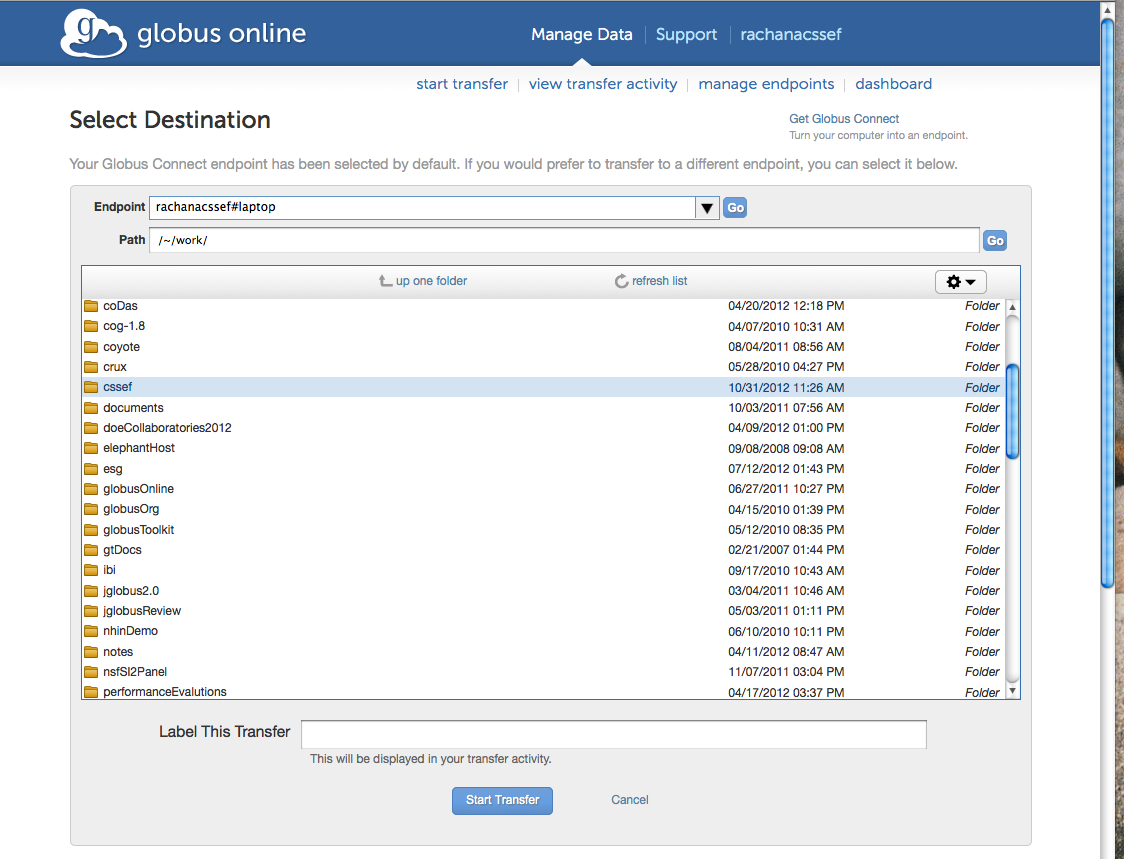 g globus online
Manage Data Support rachanacssef
start transfer view transfer activity manage endpoints dashboard
Select Destination
Get Globus Connect
Turn your computer into an endpoint.
Your Globus Connect endpoint has been selected by default. If you would prefer to transfer to a different endpoint, you can select it below.
Endpoint rachanacssef#laptop Go
Path /~/work/ Go
up one folder refresh list
coDas 04/20/2012 12:18 PM Folder
cog-1.8 04/07/2010 10:31 AM Folder
coyote 08/04/2011 08:56 AM Folder
crux 05/28/2010 04:27 PM Folder
cssef 10/31/2012 11:26 AM Folder
documents 10/03/2011 07:56 AM Folder
doeCollaboratories2012 04/09/2012 01:00 PM Folder
elephantHost 09/08/2008 09:08 AM Folder
esg 07/12/2012 01:43 PM Folder
globusOnline 06/27/2011 10:27 PM Folder
globusOrg 04/15/2010 01:39 PM Folder
globusToolkit 05/12/2010 08:35 PM Folder
gtDocs 02/21/2007 01:44 PM Folder
ibi 09/17/2010 10:43 AM Folder
jglobus2.0 03/04/2011 10:46 AM Folder
jglobusReview 05/03/2011 01:11 PM Folder
nhinDemo 06/10/2010 10:11 PM Folder
notes 04/11/2012 08:47 AM Folder
nsfSI2Panel 11/07/2011 03:04 PM Folder
performanceEvalutions 04/17/2012 03:37 PM Folder
Label This Transfer
This will be displayed in your transfer activity.
Start Transfer Cancel